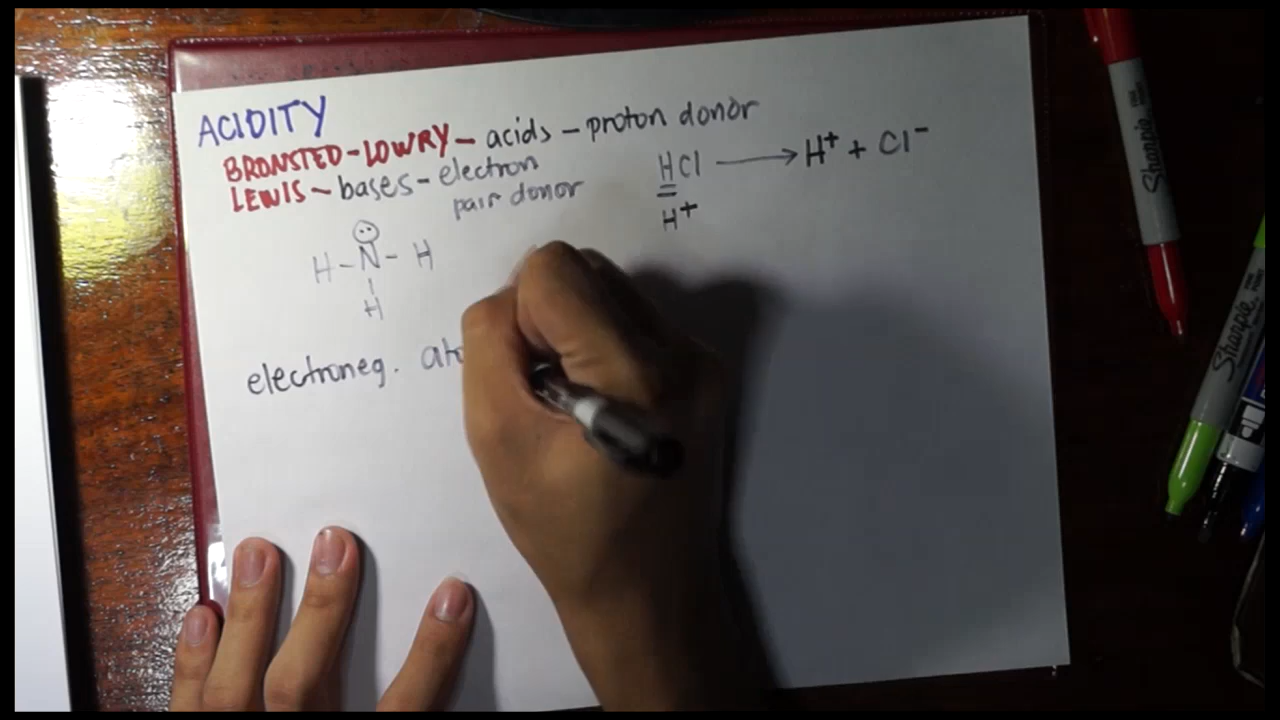 ACIDITY
BRONSTED-LOWRY – acids – proton donor
LEWIS – bases – electron
pair donor
HCl ⟶ H⁺ + Cl⁻
H⁺
H – N – H
H
electroneg.
Sharpie
Sharpie